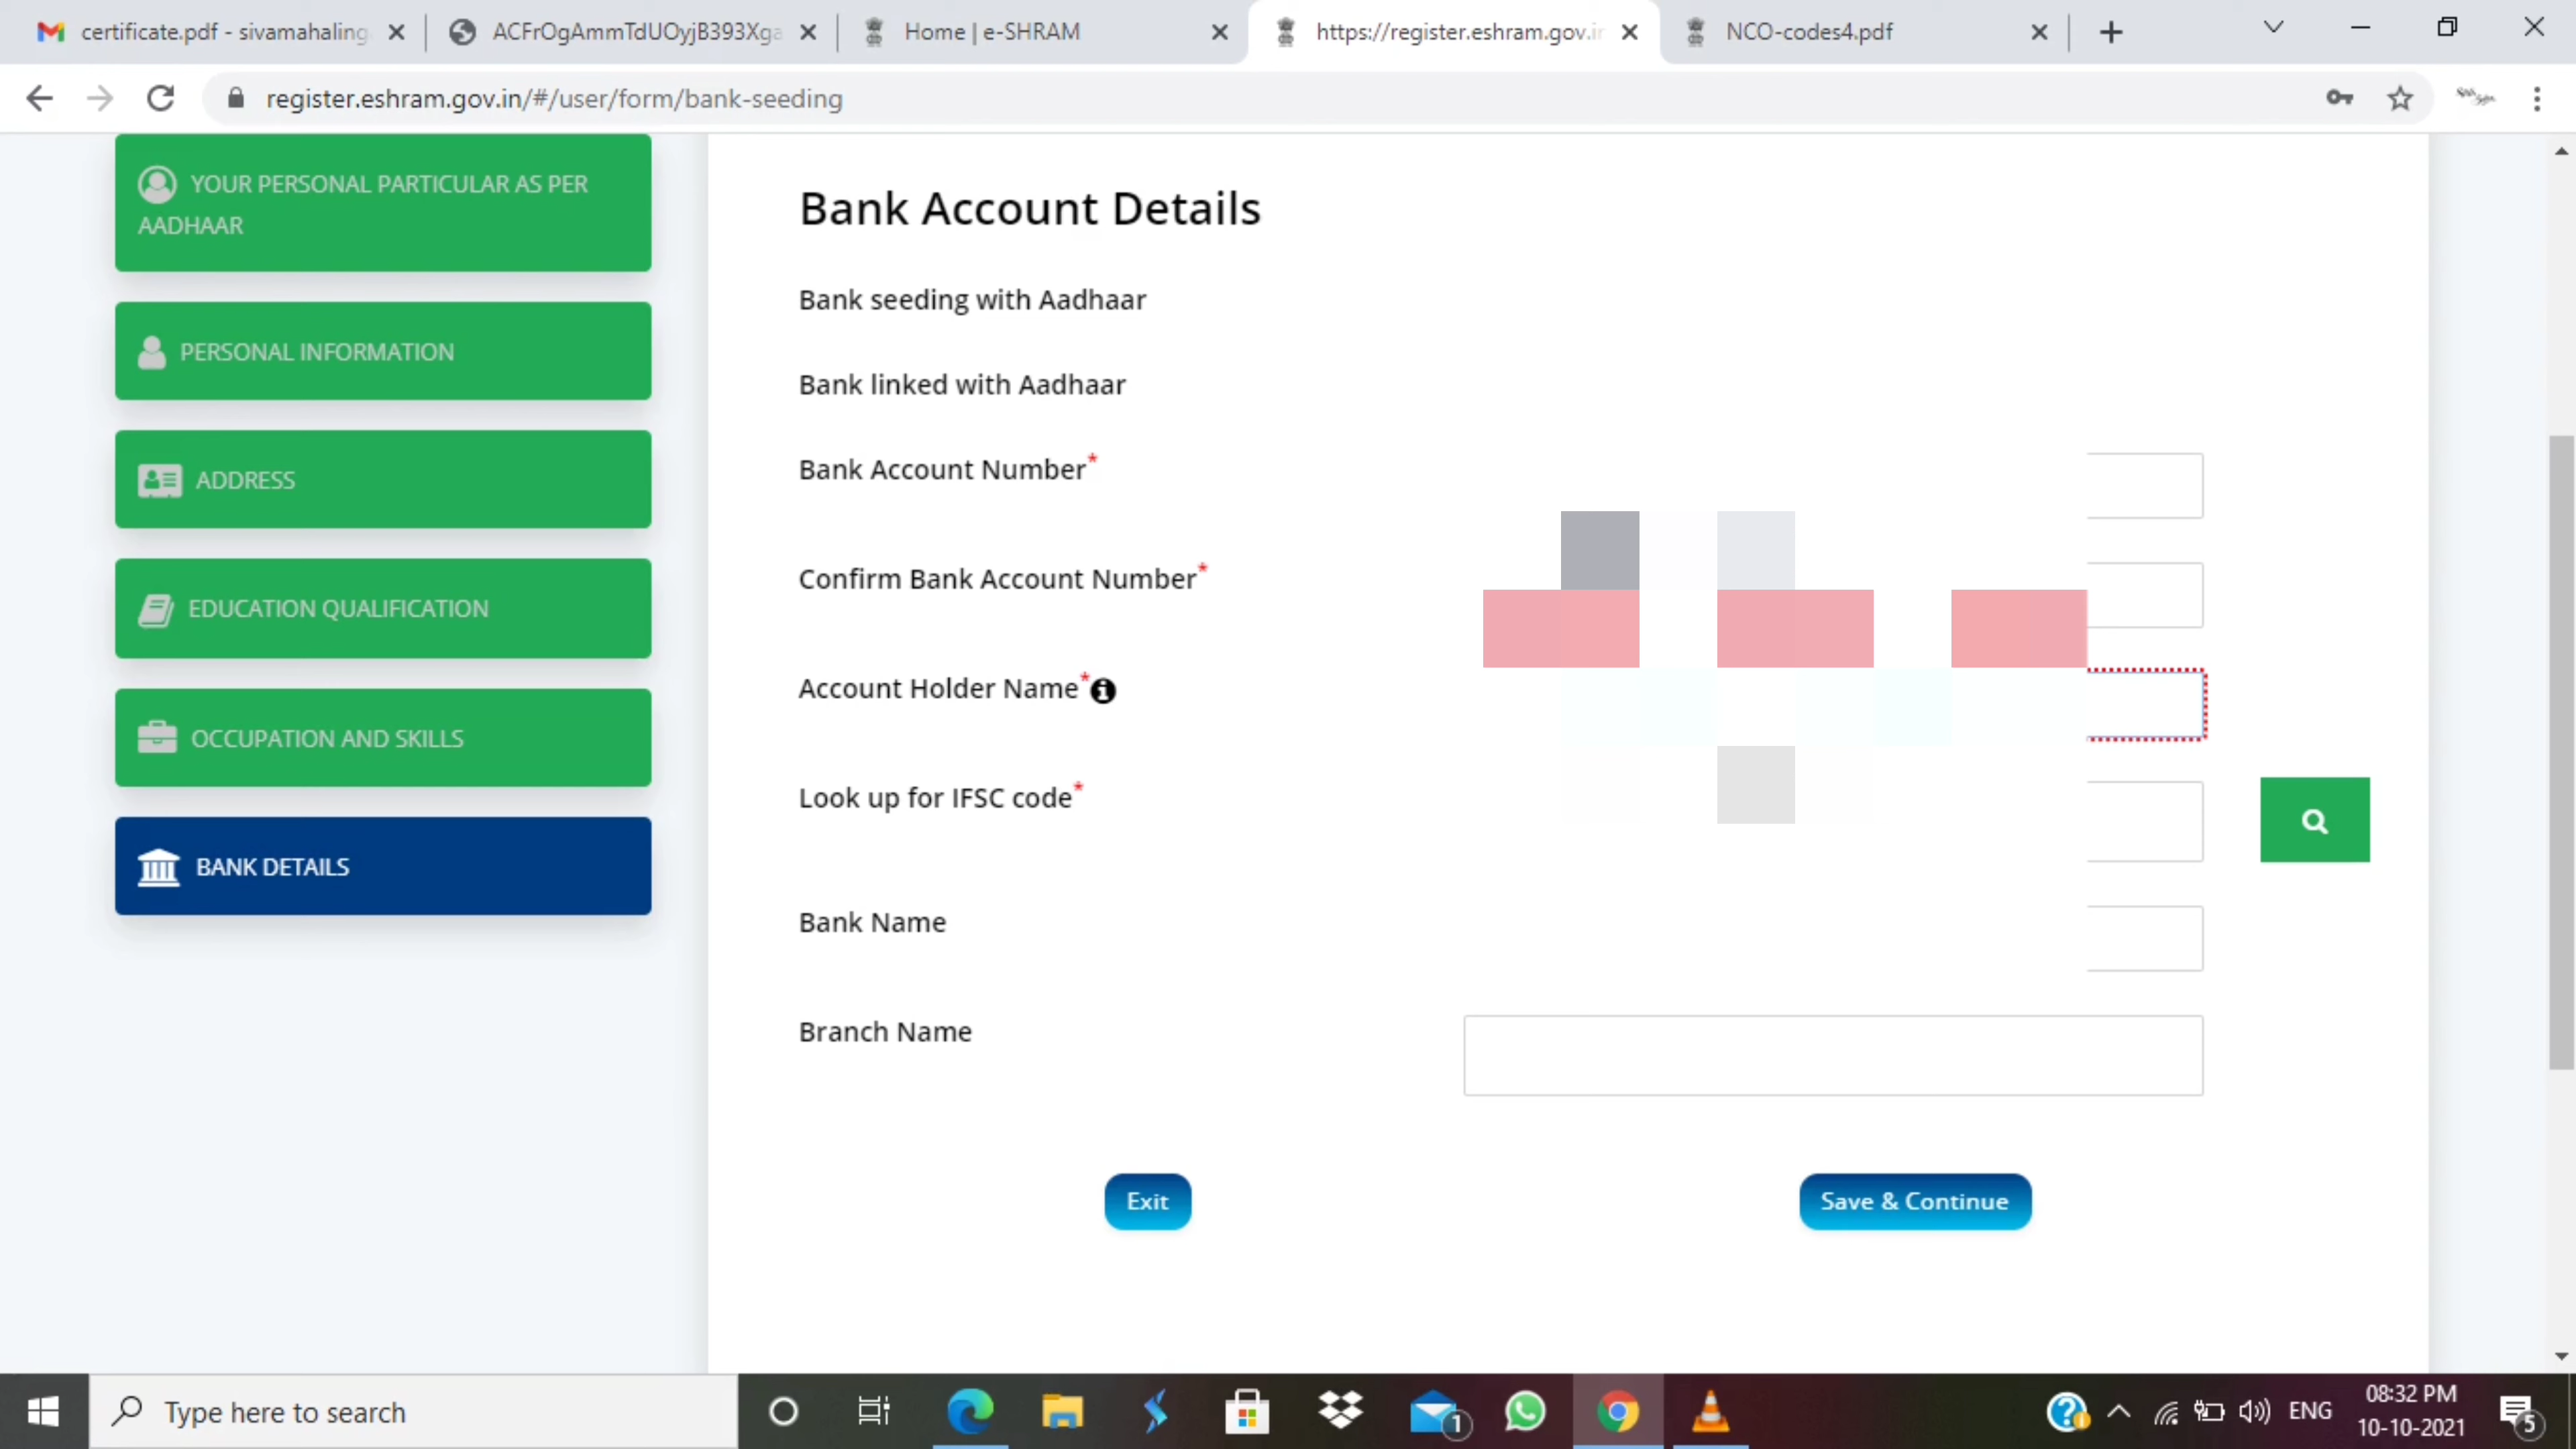 certificate.pdf - sivamahaling
ACFrOgAmmTdUOyjB393Xga
Home | e-SHRAM
https://register.eshram.gov.in
NCO-codes4.pdf
register.eshram.gov.in/#/user/form/bank-seeding
YOUR PERSONAL PARTICULAR AS PER
AADHAAR
PERSONAL INFORMATION
ADDRESS
EDUCATION QUALIFICATION
OCCUPATION AND SKILLS
BANK DETAILS
Bank Account Details
Bank seeding with Aadhaar
Bank linked with Aadhaar
Bank Account Number*
Confirm Bank Account Number*
Account Holder Name*
Look up for IFSC code*
Bank Name
Branch Name
Exit
Save & Continue
Type here to search
1
ENG
08:32 PM
10-10-2021
5